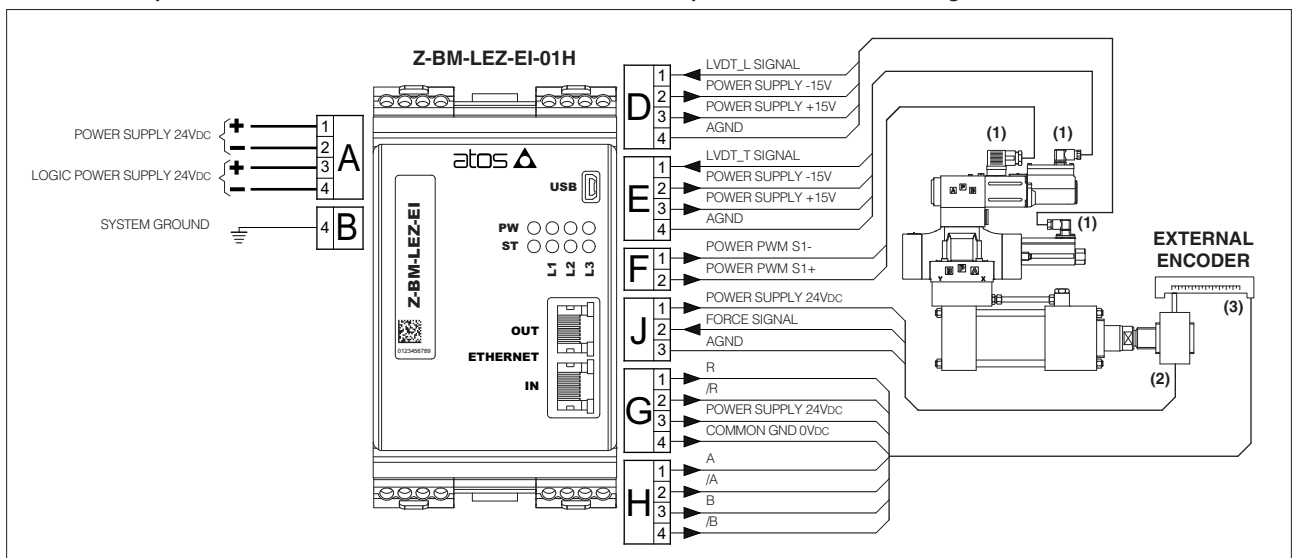 Z-BM-LEZ-EI-01H
POWER SUPPLY 24VDC
+
-
LOGIC POWER SUPPLY 24VDC
+
-
SYSTEM GROUND
1
2
3
4
A
4
B
atos
USB
PW
ST
L1
L2
L3
Z-BM-LEZ-EI
0123456789
OUT
ETHERNET
IN
D
1
LVDT_L SIGNAL
2
POWER SUPPLY -15V
3
POWER SUPPLY +15V
4
AGND
E
1
LVDT_T SIGNAL
2
POWER SUPPLY -15V
3
POWER SUPPLY +15V
4
AGND
F
1
POWER PWM S1-
2
POWER PWM S1+
J
1
POWER SUPPLY 24VDC
2
FORCE SIGNAL
3
AGND
G
1
R
2
/R
3
POWER SUPPLY 24VDC
4
COMMON GND 0VDC
H
1
A
2
/A
3
B
4
/B
(1)
(1)
A P B
(1)
Y B P A X
EXTERNAL
ENCODER
(3)
(2)